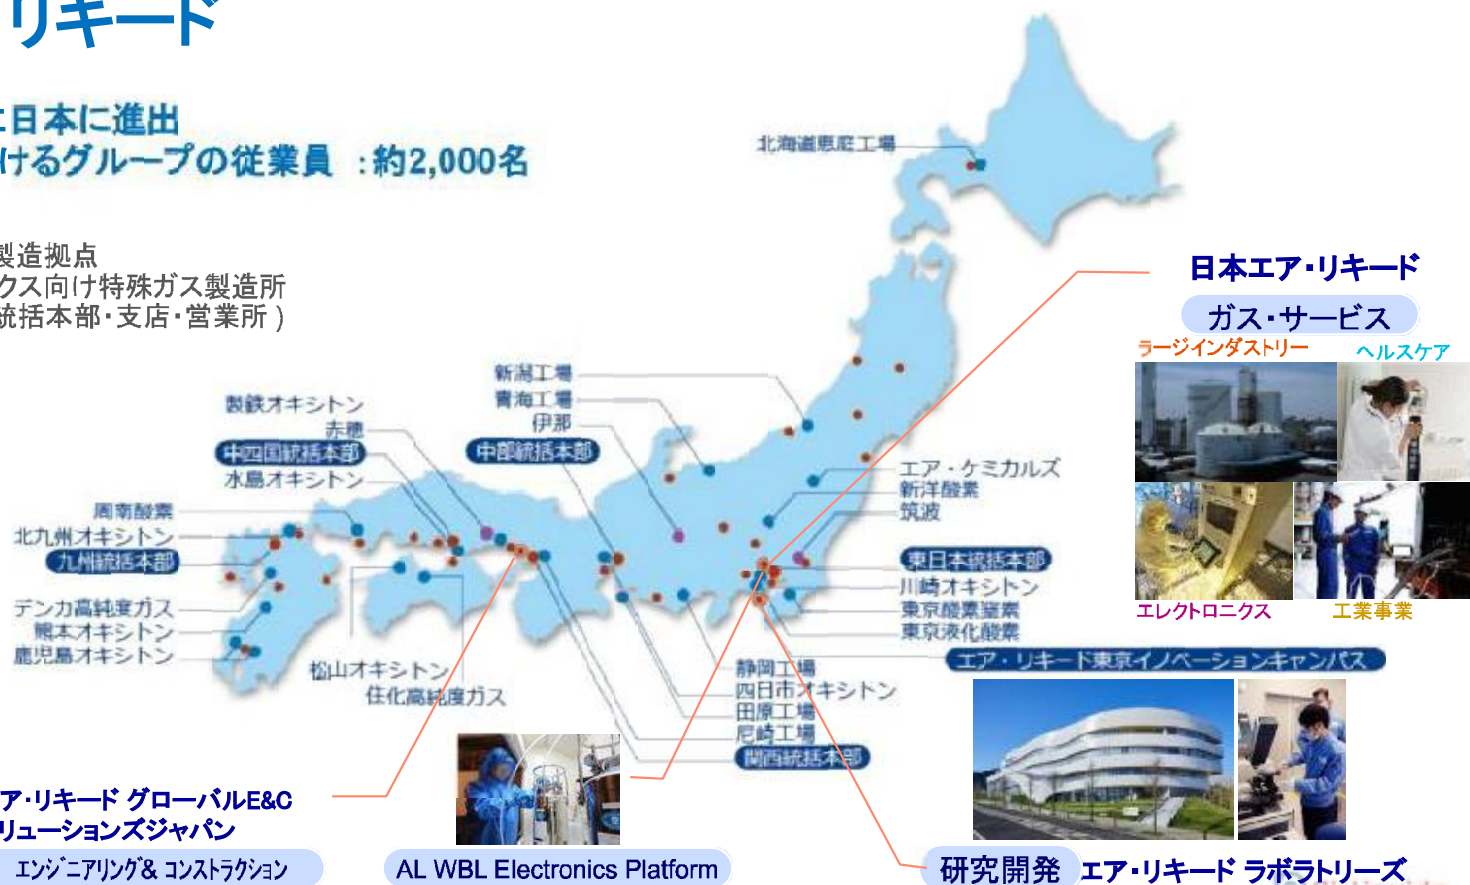 リキード
に日本に進出
けるグループの従業員 ：約2,000名
製造拠点
クス向け特殊ガス製造所
統括本部・支店・営業所 )
北海道恵庭工場
日本エア・リキード
ガス・サービス
ラージインダストリー
ヘルスケア
エレクトロニクス
工業事業
新潟工場
青海工場
伊那
中部統括本部
製鉄オキシトン
赤穂
中四国統括本部
水島オキシトン
周南酸素
北九州オキシトン
九州統括本部
デンカ高純度ガス
熊本オキシトン
鹿児島オキシトン
松山オキシトン
住化高純度ガス
エア・ケミカルズ
新洋酸素
筑波
東日本統括本部
川崎オキシトン
東京酸素窒素
東京液化酸素
エア・リキード東京イノベーションキャンパス
静岡工場
四日市オキシトン
田原工場
尼崎工場
関西統括本部
ア・リキード グローバルE&C
リューションズジャパン
エンジニアリング& コンストラクション
AL WBL Electronics Platform
研究開発
エア・リキード ラボラトリーズ